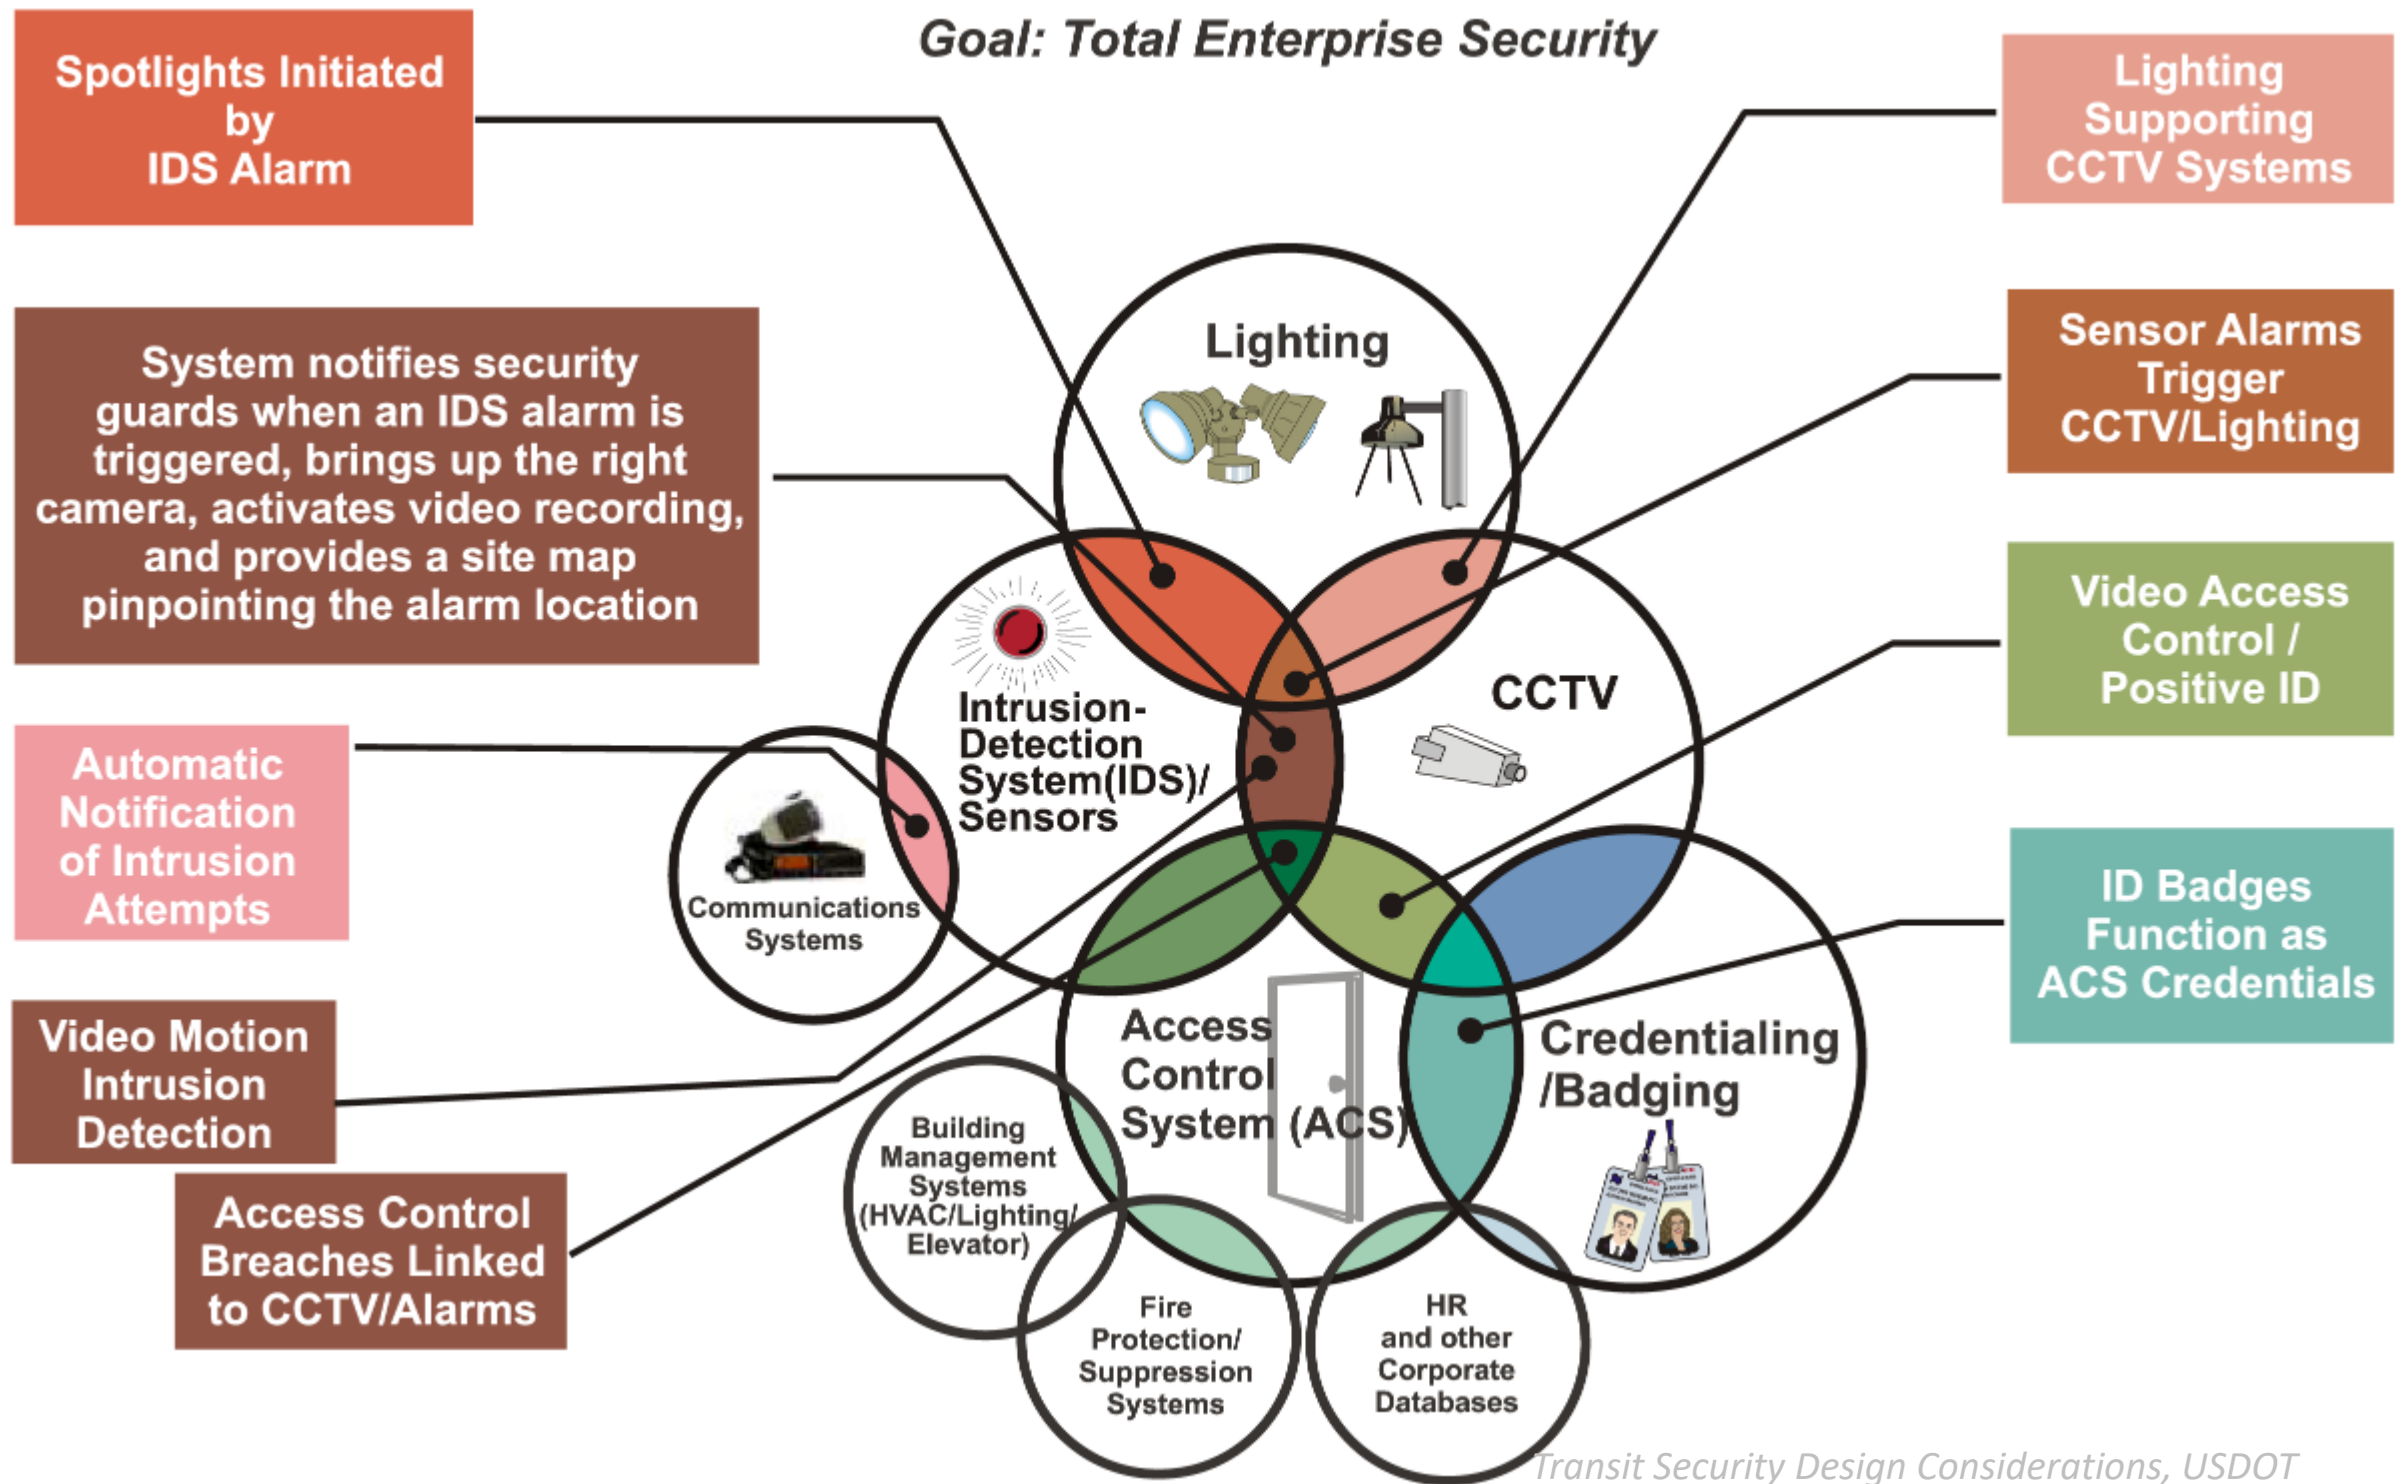 Goal: Total Enterprise Security
Spotlights Initiated
by
IDS Alarm
Lighting
Supporting
CCTV Systems
System notifies security
guards when an IDS alarm is
triggered, brings up the right
camera, activates video recording,
and provides a site map
pinpointing the alarm location
Sensor Alarms
Trigger
CCTV/Lighting
Video Access
Control /
Positive ID
Automatic
Notification
of Intrusion
Attempts
ID Badges
Function as
ACS Credentials
Video Motion
Intrusion
Detection
Access Control
Breaches Linked
to CCTV/Alarms
Lighting
Intrusion-
Detection
System(IDS)/
Sensors
CCTV
Communications
Systems
Access
Control
System (ACS)
Credentialing
/Badging
Building
Management
Systems
(HVAC/Lighting/
Elevator)
Fire
Protection/
Suppression
Systems
HR
and other
Corporate
Databases
Transit Security Design Considerations, USDOT